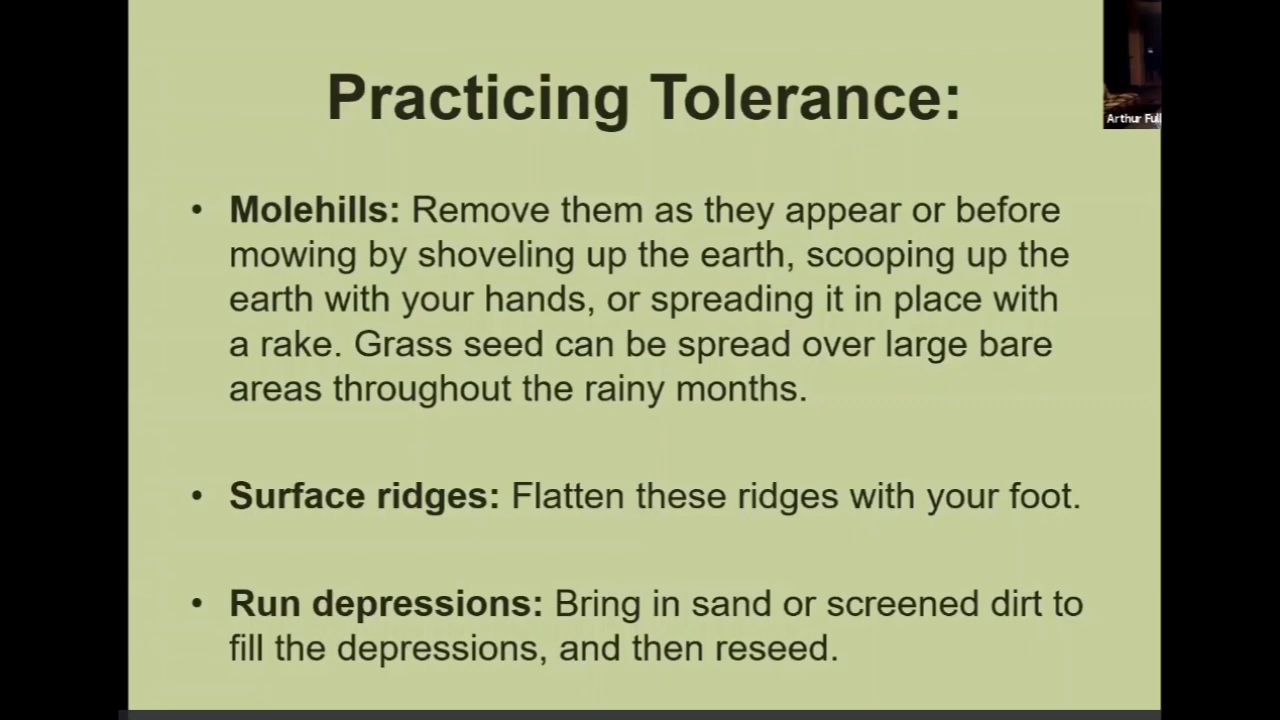 Practicing Tolerance:
Arthur Ful
• Molehills: Remove them as they appear or before
mowing by shoveling up the earth, scooping up the
earth with your hands, or spreading it in place with
a rake. Grass seed can be spread over large bare
areas throughout the rainy months.
• Surface ridges: Flatten these ridges with your foot.
• Run depressions: Bring in sand or screened dirt to
fill the depressions, and then reseed.